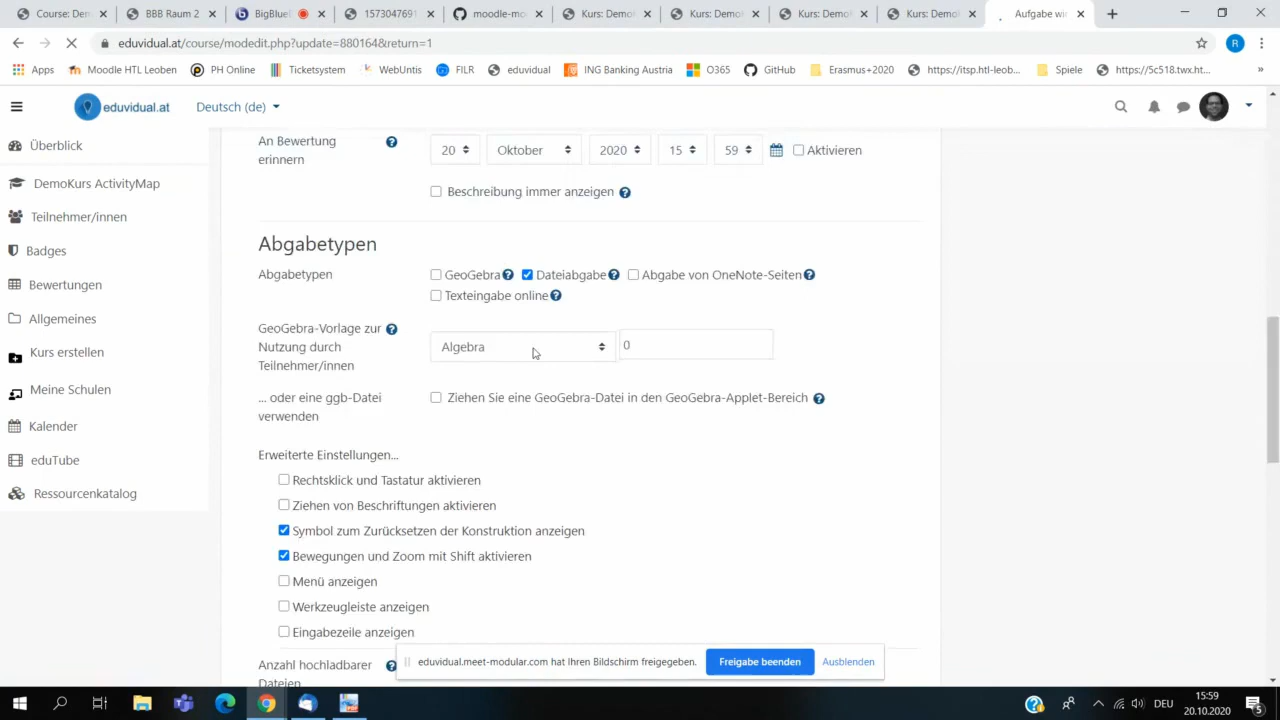 Kurs: Demo
BBB Raum 2
BigBlueB
1573047691
moodle-mo
Kurs: Demo
Kurs: Demo
Kurs: Demo
Kurs: Demo
Aufgabe wi
eduvidual.at/course/modedit.php?update=880164&return=1
R
Apps
Moodle HTL Leoben
PH Online
Ticketsystem
WebUntis
FILR
eduvidual
ING Banking Austria
O365
GitHub
Erasmus+2020
https://itsp.htl-leob...
Spiele
https://5c518.twx.ht...
»
eduvidual.at
Deutsch (de)
Überblick
DemoKurs ActivityMap
Teilnehmer/innen
Badges
Bewertungen
Allgemeines
Kurs erstellen
Meine Schulen
Kalender
eduTube
Ressourcenkatalog
An Bewertung
erinnern
20 Oktober 2020 15 59 Aktivieren
Beschreibung immer anzeigen
Abgabetypen
Abgabetypen
GeoGebra Dateiabgabe Abgabe von OneNote-Seiten
Texteingabe online
GeoGebra-Vorlage zur
Nutzung durch
Teilnehmer/innen
Algebra 0
... oder eine ggb-Datei
verwenden
Ziehen Sie eine GeoGebra-Datei in den GeoGebra-Applet-Bereich
Erweiterte Einstellungen...
Rechtsklick und Tastatur aktivieren
Ziehen von Beschriftungen aktivieren
Symbol zum Zurücksetzen der Konstruktion anzeigen
Bewegungen und Zoom mit Shift aktivieren
Menü anzeigen
Werkzeugleiste anzeigen
Eingabezeile anzeigen
Anzahl hochladbarer
Dateien
eduvidual.meet-modular.com hat Ihren Bildschirm freigegeben.
Freigabe beenden
Ausblenden
DEU
15:59
20.10.2020
5